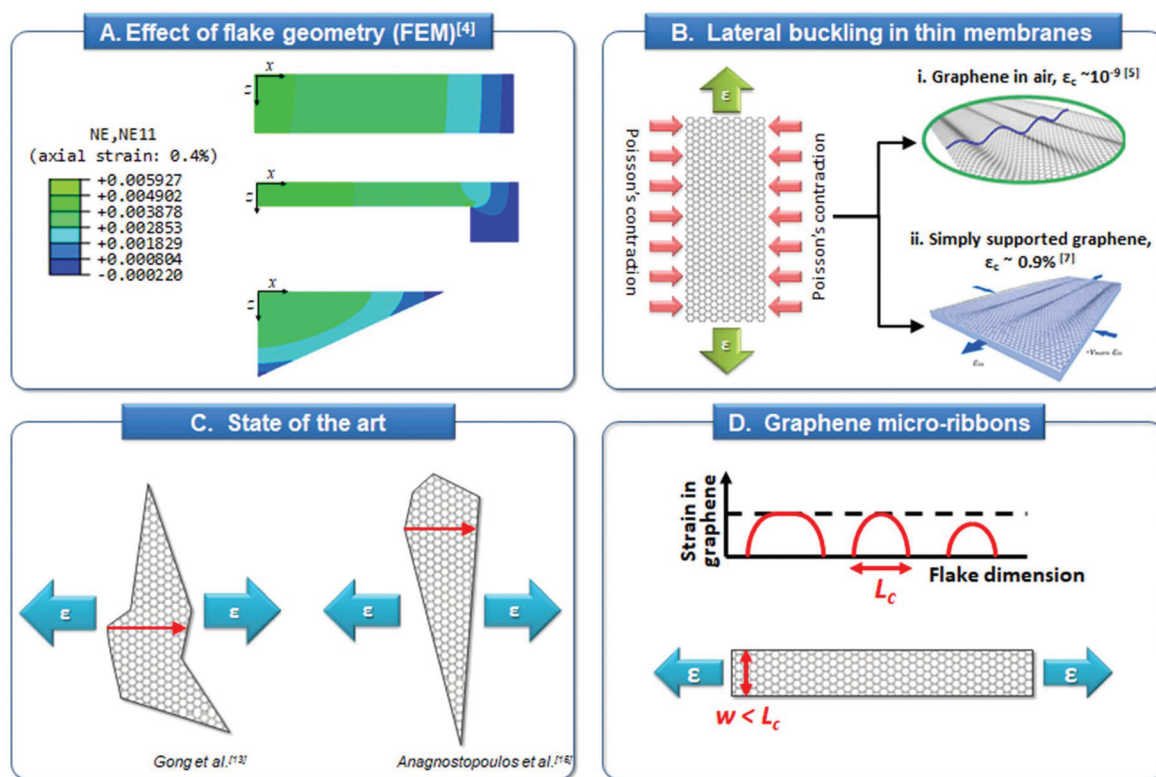 A. Effect of flake geometry (FEM)[4]
NE,NE11
(axial strain: 0.4%)
+0.005927
+0.004902
+0.003878
+0.002853
+0.001829
+0.000804
-0.000220
x
x
x
B. Lateral buckling in thin membranes
ε
Poisson's contraction
Poisson's contraction
ε
i. Graphene in air, εc ~10-9 [5]
ii. Simply supported graphene,
εc ~ 0.9% [7]
C. State of the art
ε
ε
ε
ε
Gong et al.[13]
Anagnostopoulos et al.[16]
D. Graphene micro-ribbons
Strain in
graphene
Flake dimension
Lc
ε
ε
w < Lc